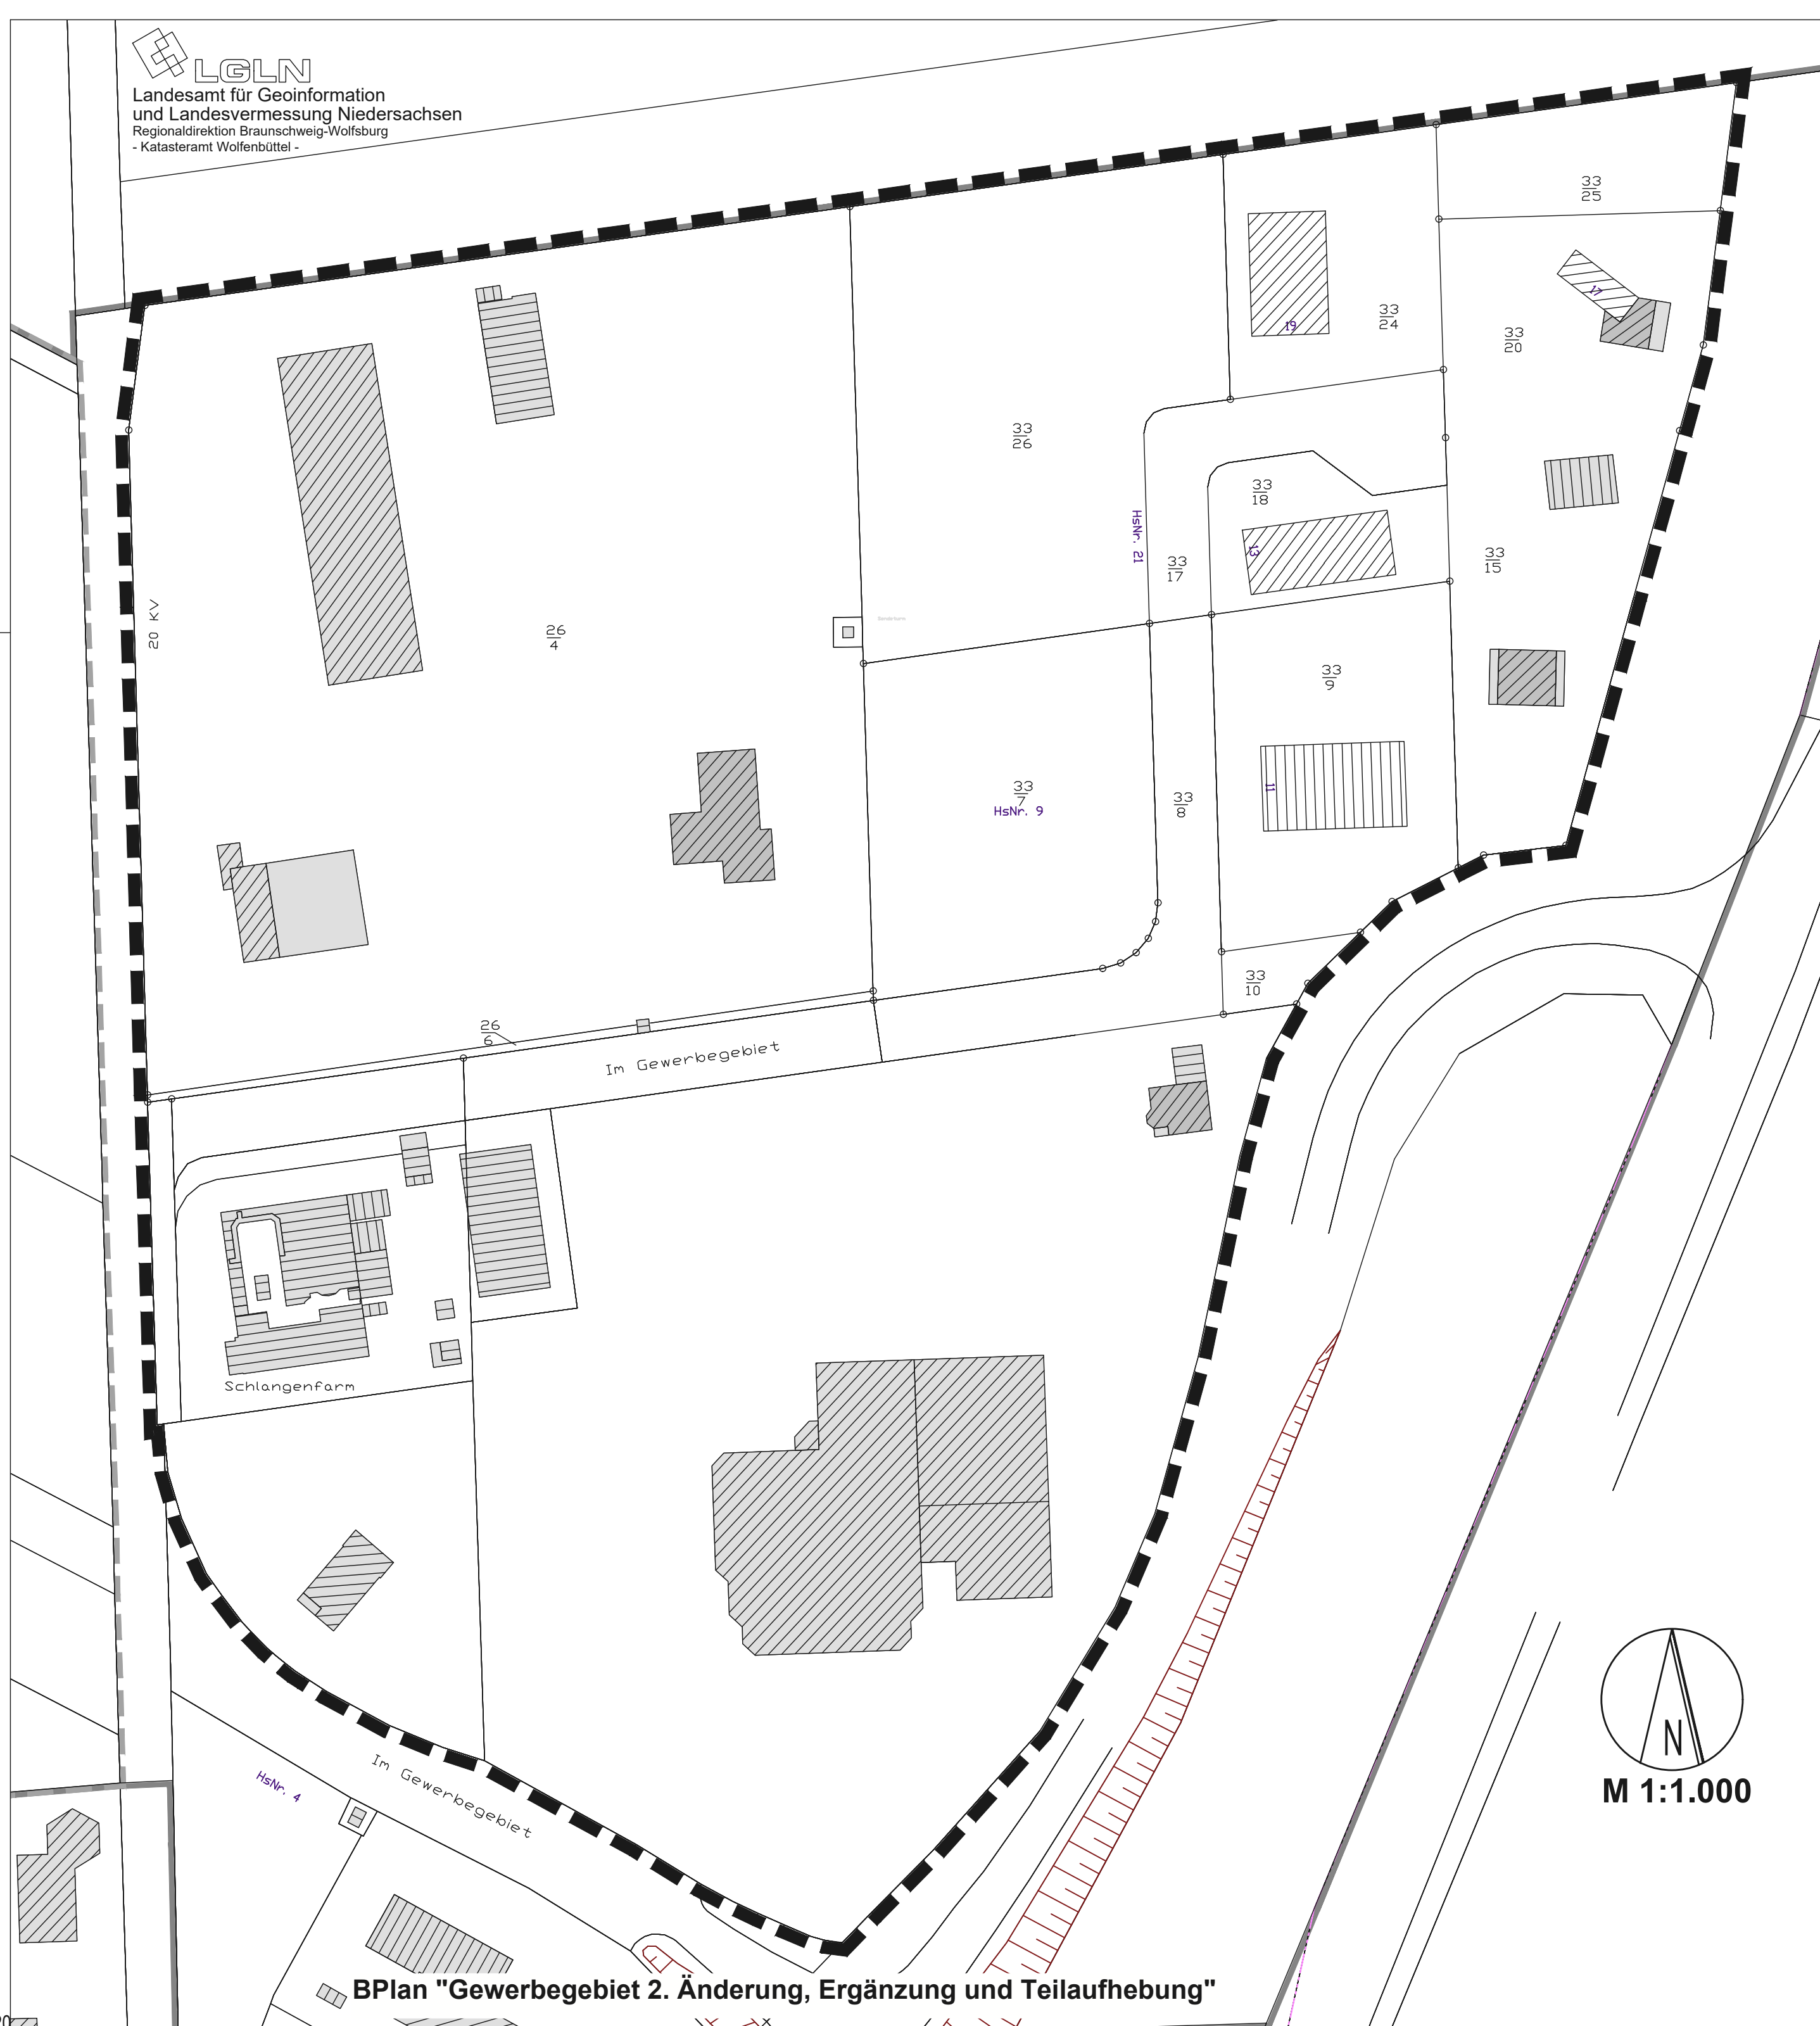 LGLN
Landesamt für Geoinformation
und Landesvermessung Niedersachsen
Regionaldirektion Braunschweig-Wolfsburg
- Katasteramt Wolfenbüttel -
33
25
19
33
24
17
33
20
33
26
33
18
HsNr. 21
13
33
17
33
15
20 KV
26
4
33
9
33
7
HsNr. 9
33
8
11
33
10
26
6
Im Gewerbegebiet
Schlangenfarm
Im Gewerbegebiet
HsNr. 4
N
M 1:1.000
BPlan "Gewerbegebiet 2. Änderung, Ergänzung und Teilaufhebung"